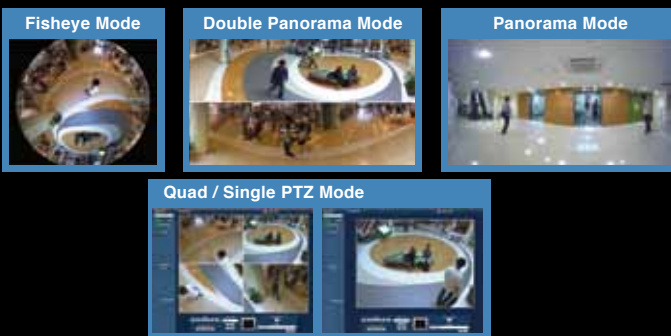 Fisheye Mode
Double Panorama Mode
Panorama Mode
Quad / Single PTZ Mode